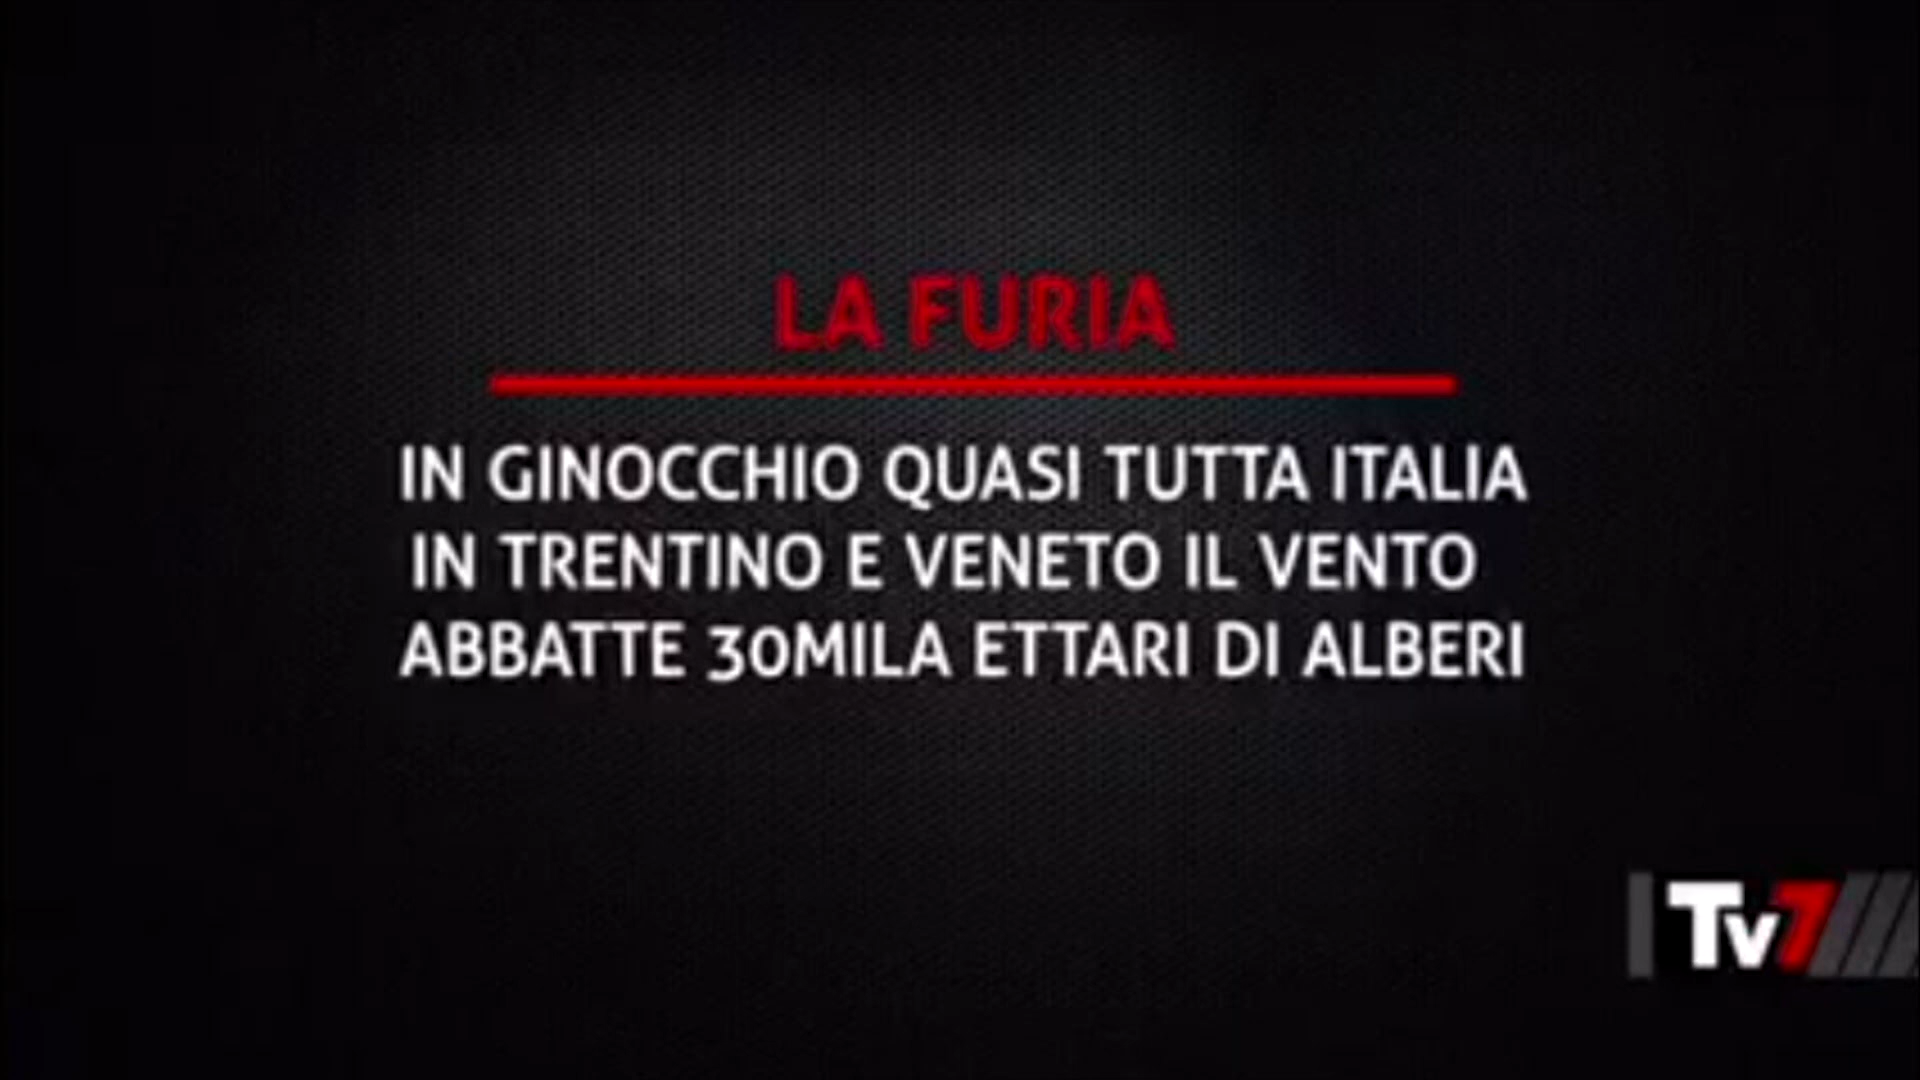 LA FURIA
IN GINOCCHIO QUASI TUTTA ITALIA
IN TRENTINO E VENETO IL VENTO
ABBATTE 30MILA ETTARI DI ALBERI
Tv7